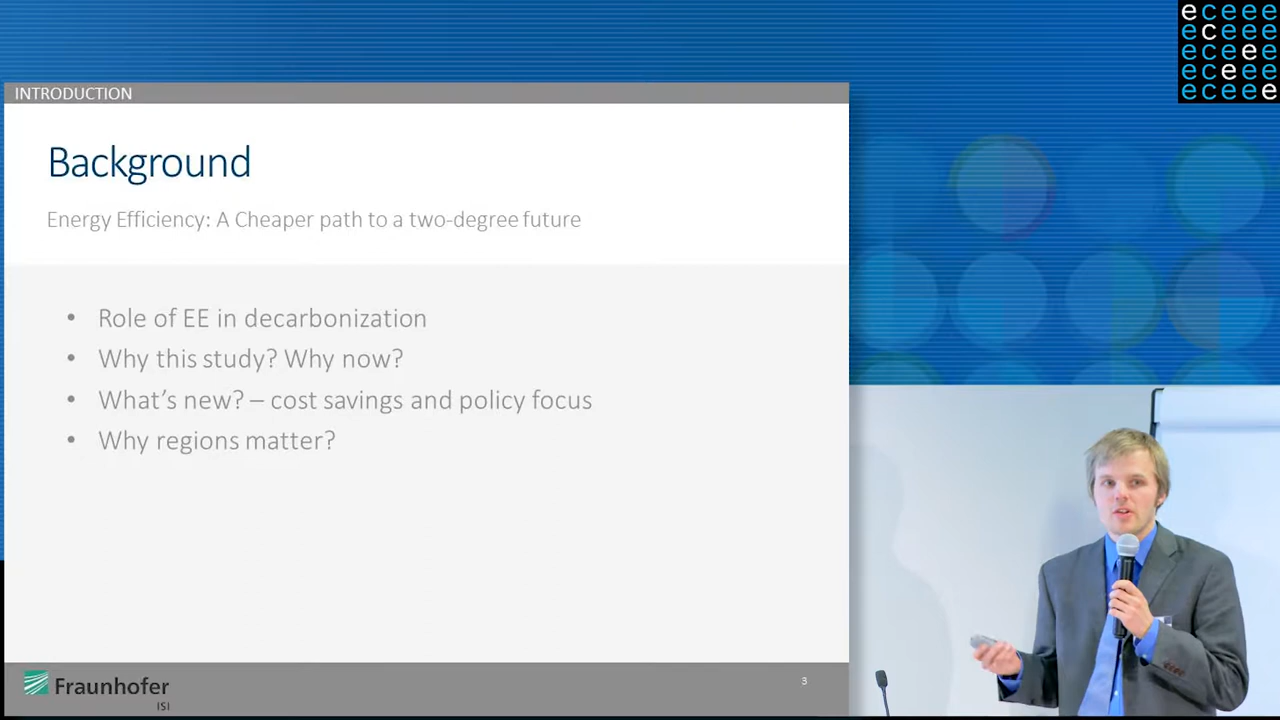 eceee
eceee
eceee
eceee
eceee
INTRODUCTION
Background
Energy Efficiency: A Cheaper path to a two-degree future
• Role of EE in decarbonization
• Why this study? Why now?
• What’s new? – cost savings and policy focus
• Why regions matter?
Fraunhofer
ISI
3